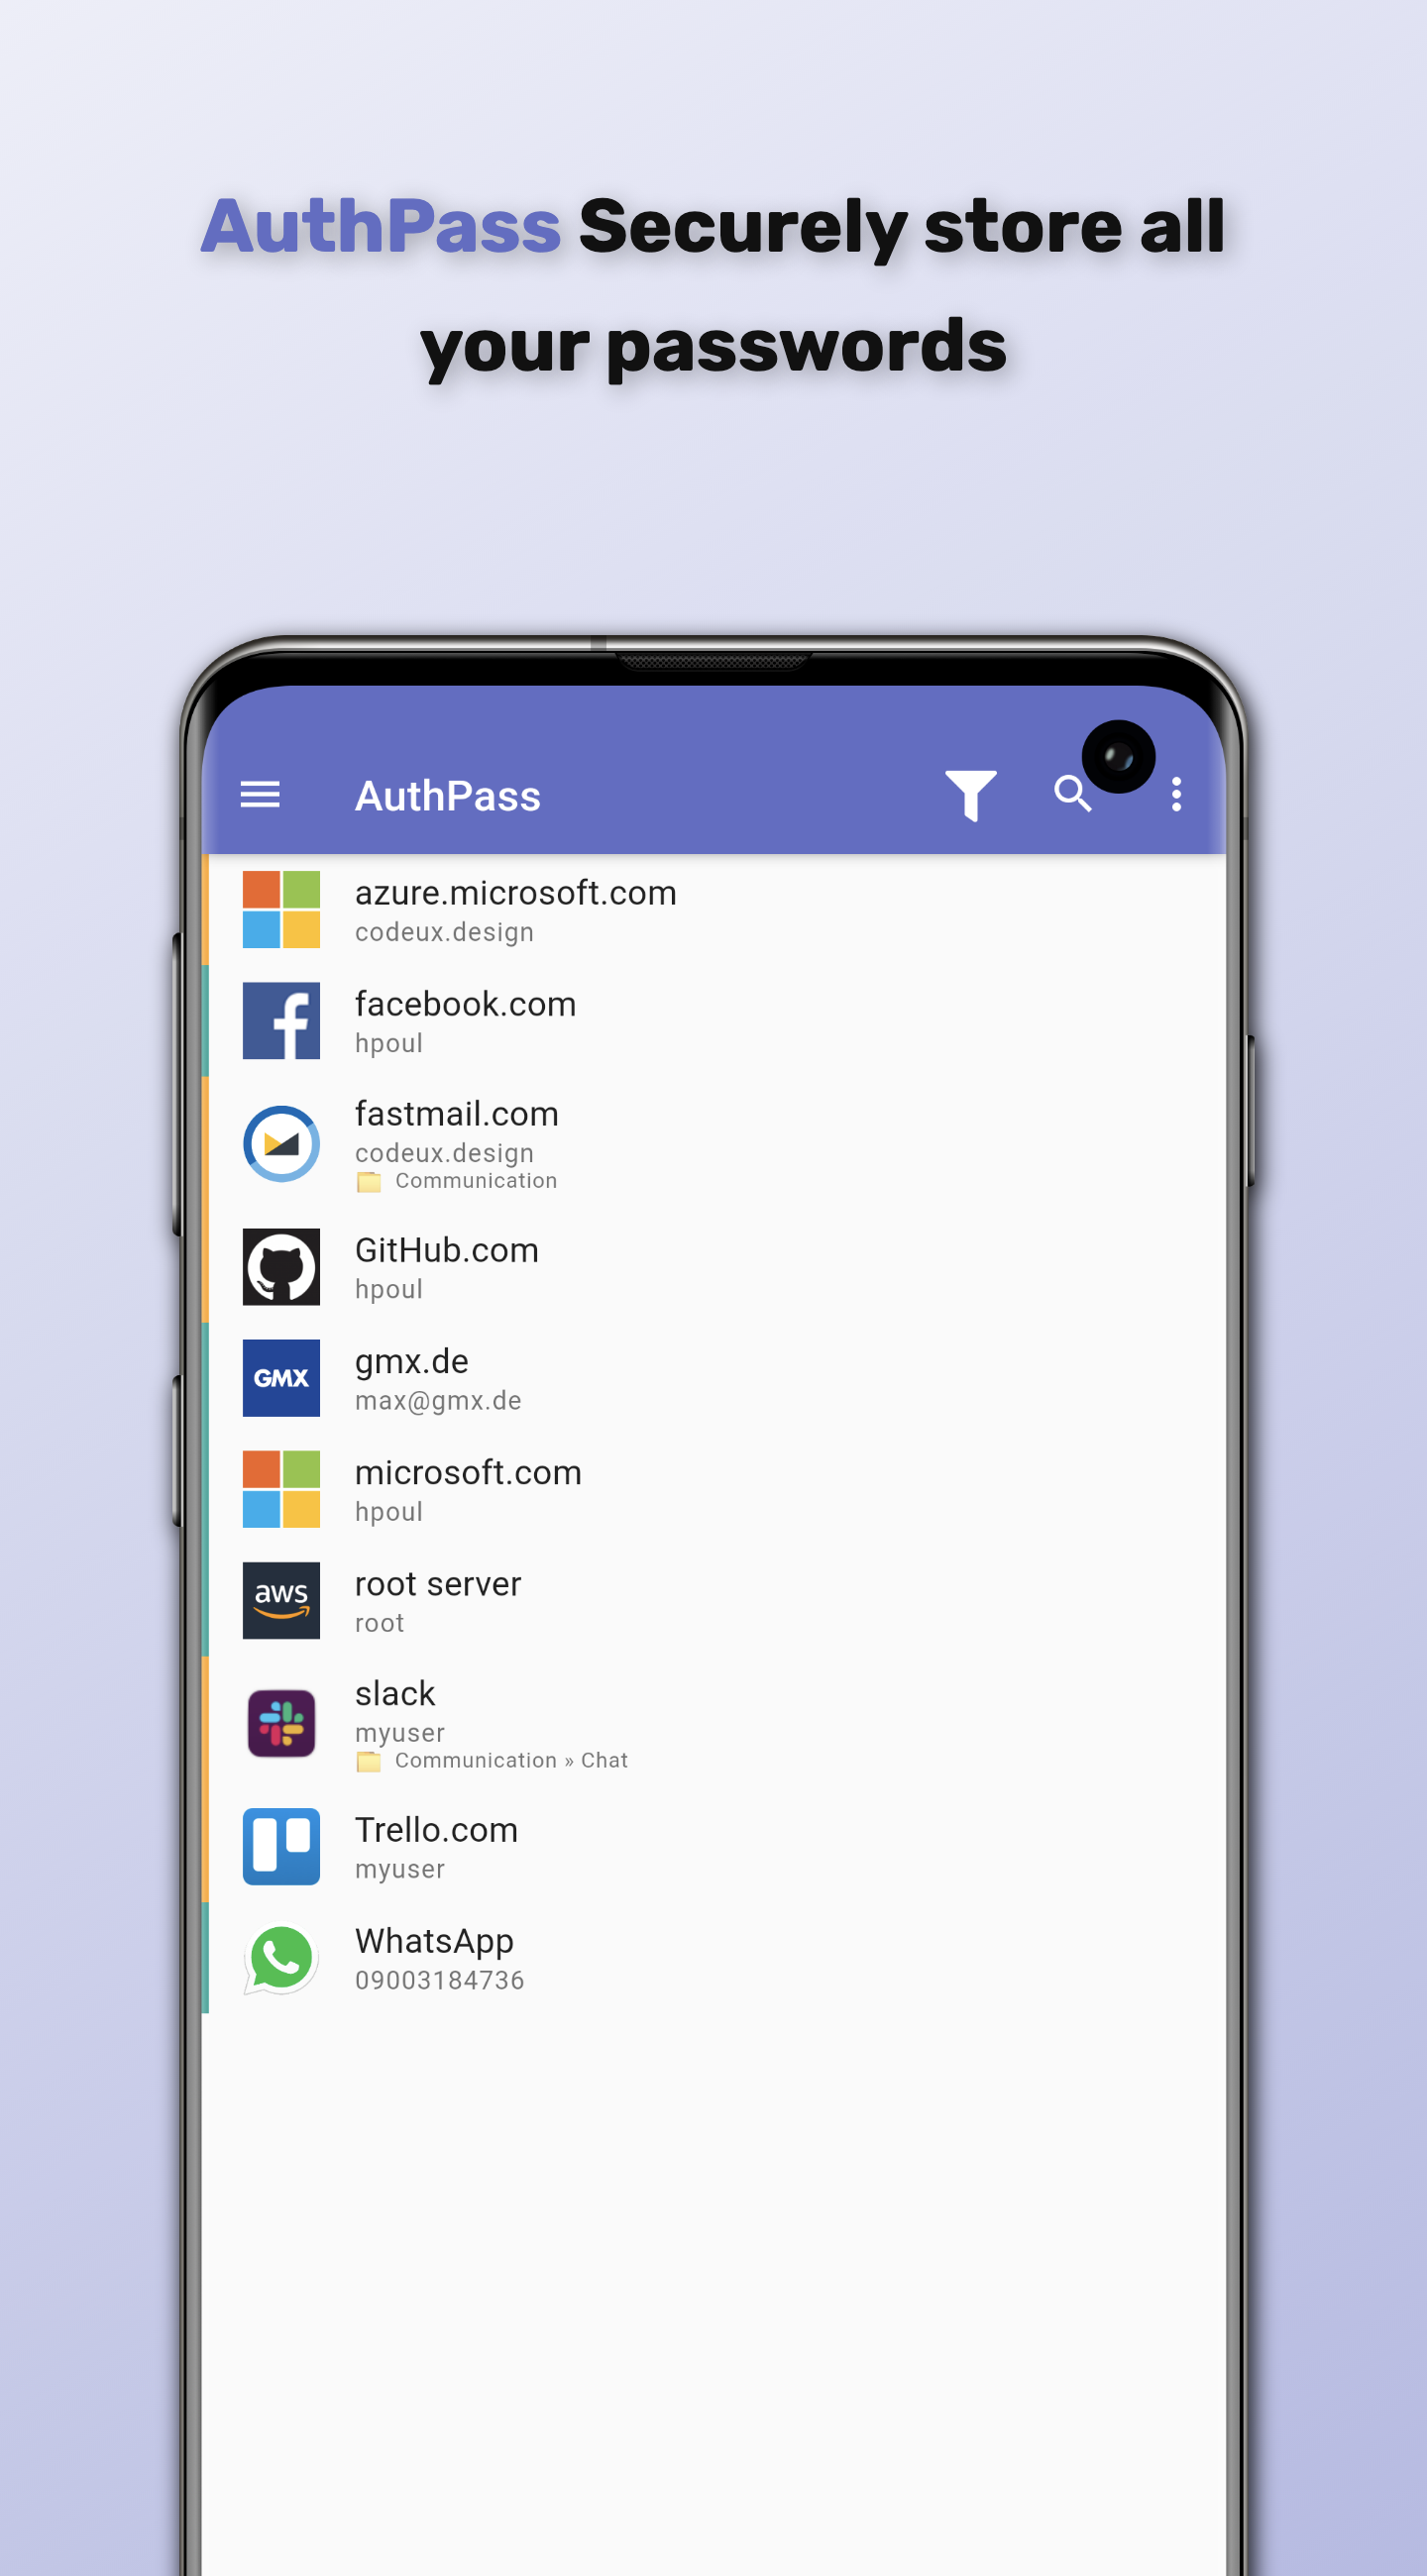 AuthPass Securely store all
your passwords
AuthPass
azure.microsoft.com
codeux.design
facebook.com
hpoul
fastmail.com
codeux.design
Communication
GitHub.com
hpoul
GMX
gmx.de
max@gmx.de
microsoft.com
hpoul
aws
root server
root
slack
myuser
Communication » Chat
Trello.com
myuser
WhatsApp
09003184736